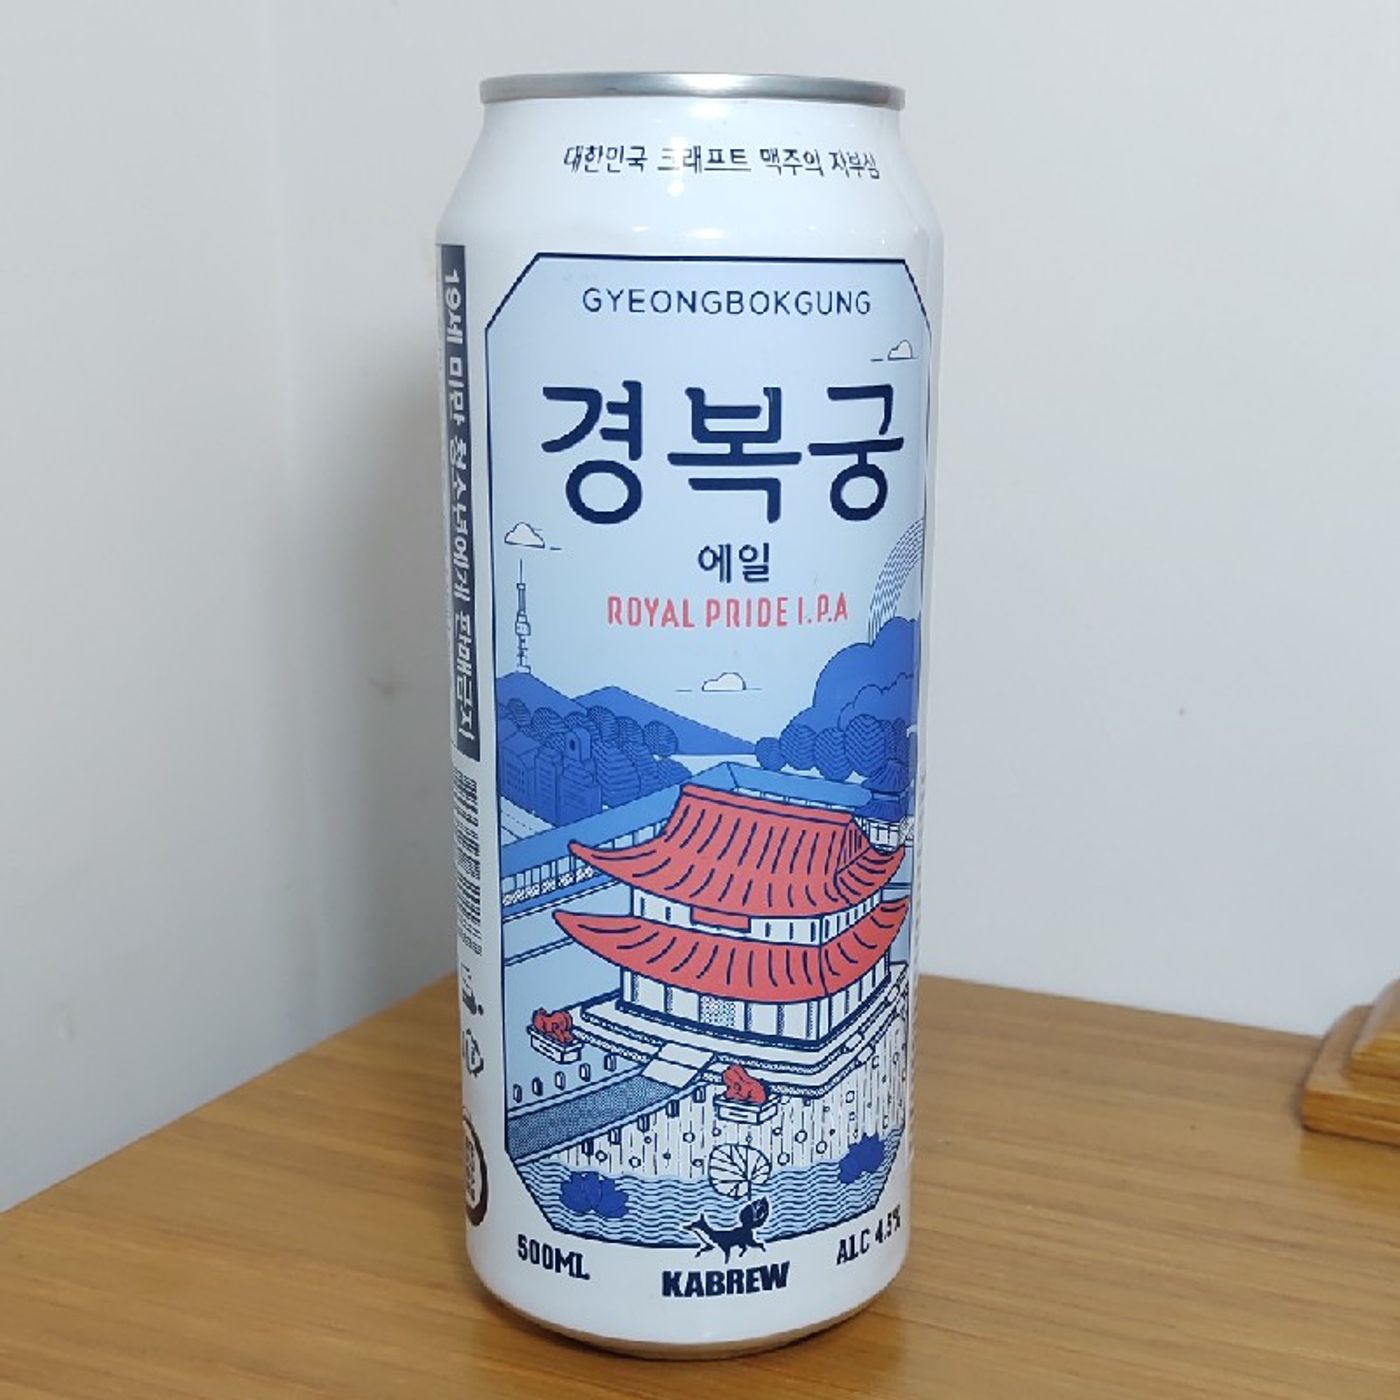 대한민국 크래프트 맥주의 자부심
GYEONGBOKGUNG
경복궁
에일
ROYAL PRIDE I.P.A
19세 미만 청소년에게 판매금지
500ML
KABREW
ALC 4.5%